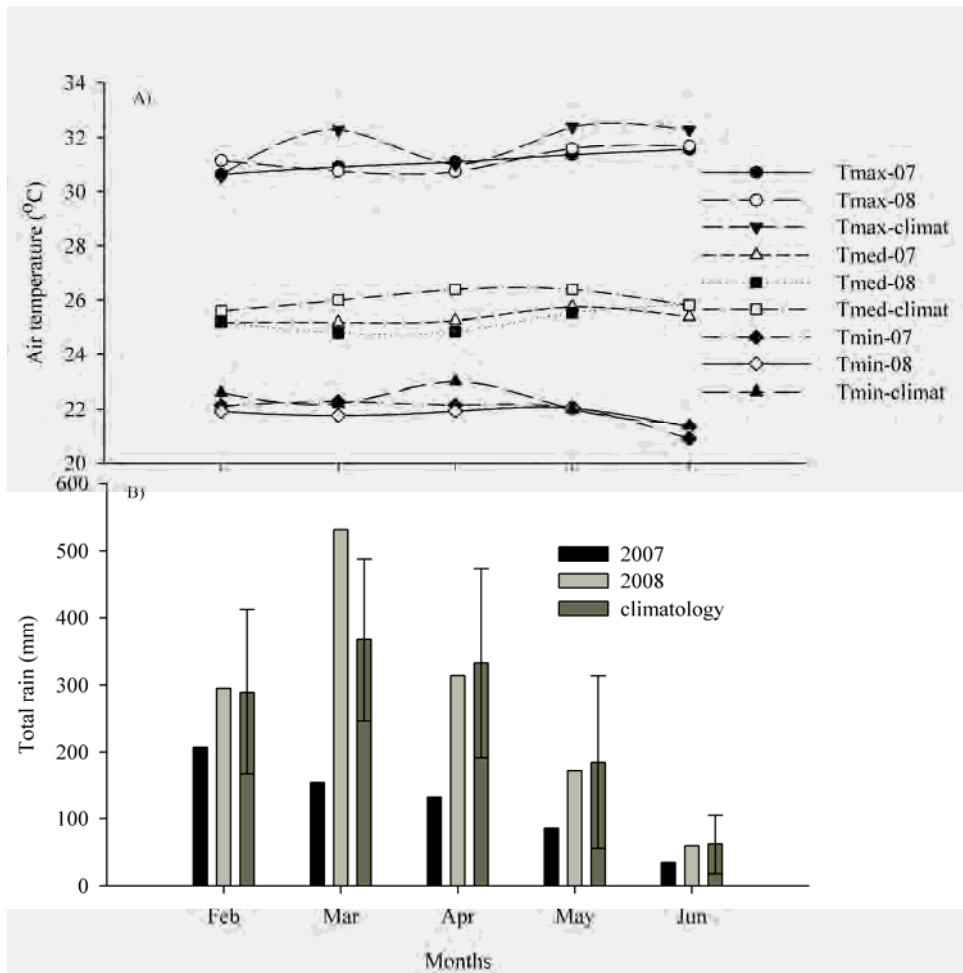 A)
34
32
30
28
26
24
22
20
Air temperature (°C)
Tmax-07
Tmax-08
Tmax-climat
Tmed-07
Tmed-08
Tmed-climat
Tmin-07
Tmin-08
Tmin-climat
B)
600
500
400
300
200
100
0
Total rain (mm)
2007
2008
climatology
Feb Mar Apr May Jun
Months